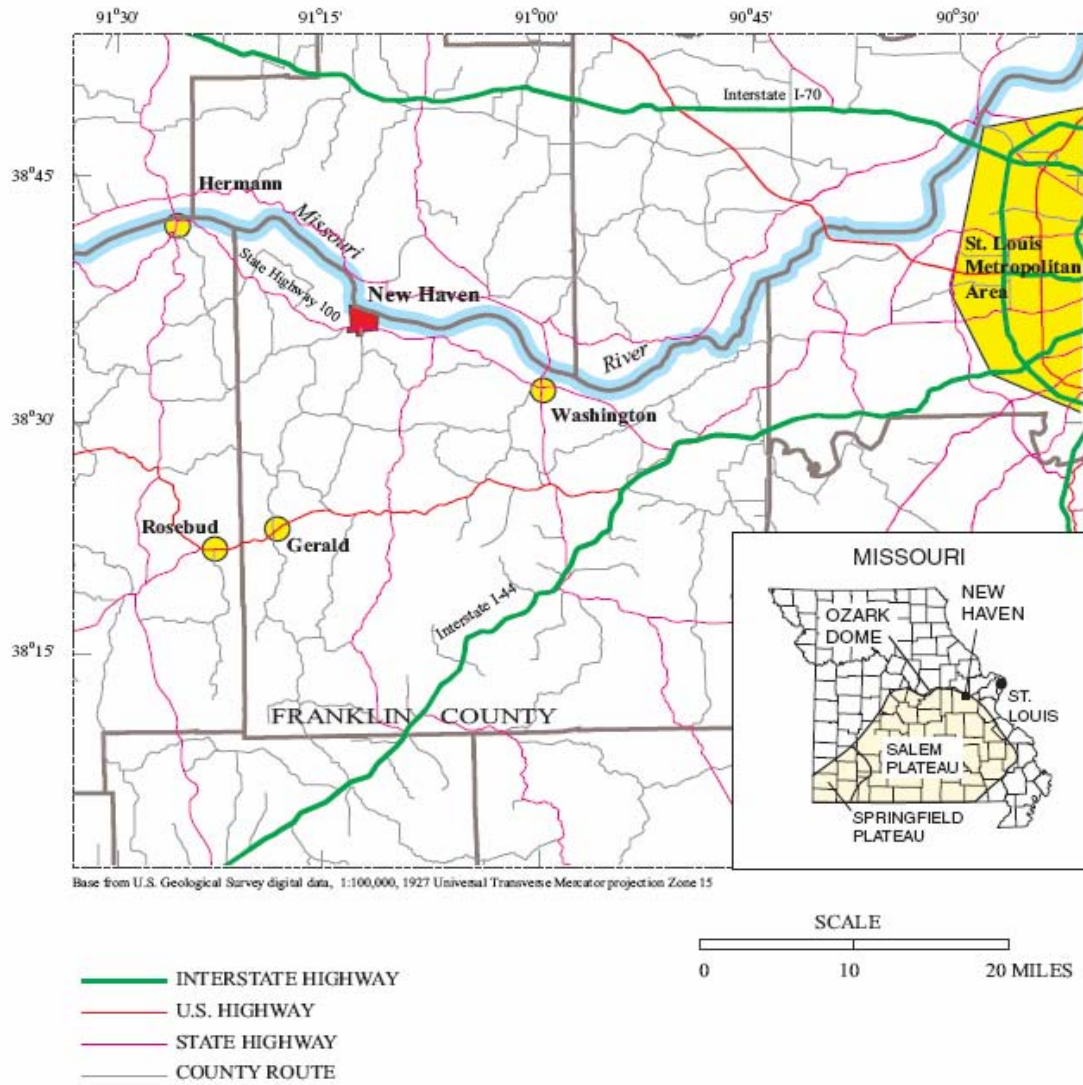 91°30'
91°15'
91°00'
90°45'
90°30'
Interstate I-70
38°45'
Hermann
Missouri
State Highway 100
New Haven
St. Louis
Metropolitan
Area
River
38°30'
Washington
Rosebud
Gerald
Interstate I-44
38°15'
FRANKLIN COUNTY
MISSOURI
OZARK
DOME
NEW
HAVEN
ST.
LOUIS
SALEM
PLATEAU
SPRINGFIELD
PLATEAU
Base from U.S. Geological Survey digital data, 1:100,000, 1927 Universal Transverse Mercator projection Zone 15
SCALE
0 10 20 MILES
INTERSTATE HIGHWAY
U.S. HIGHWAY
STATE HIGHWAY
COUNTY ROUTE